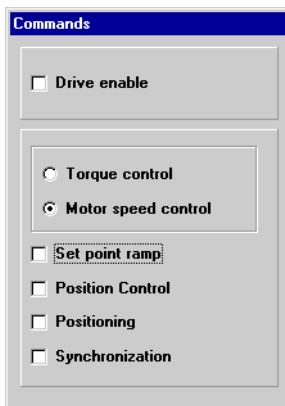 Commands
Drive enable
Torque control
Motor speed control
Set point ramp
Position Control
Positioning
Synchronization